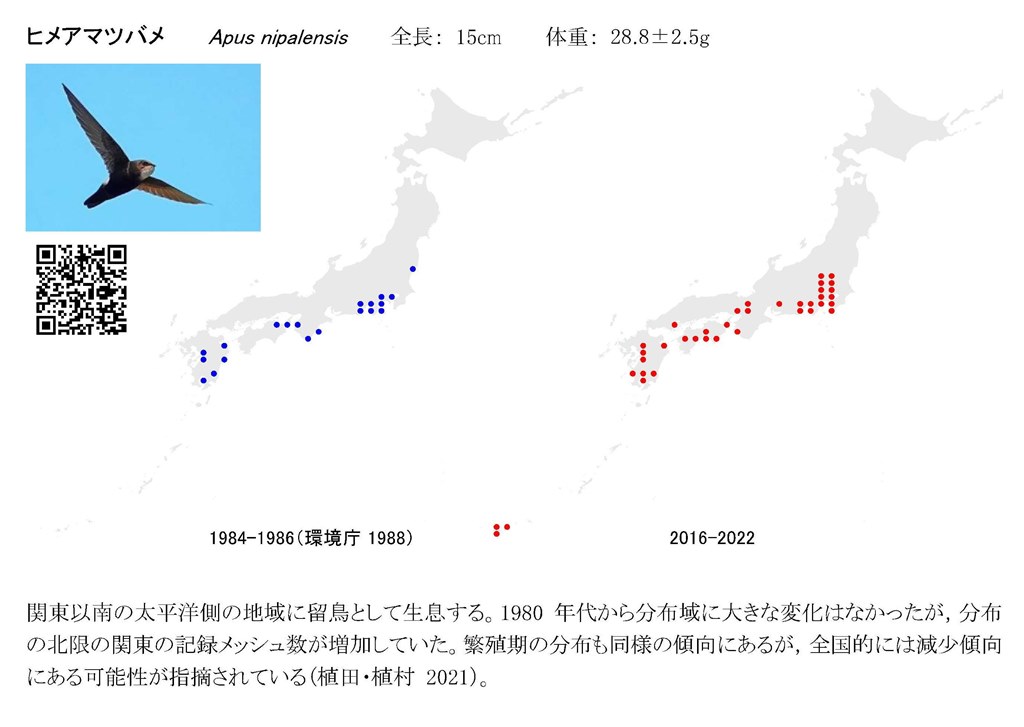 ヒメアマツバメ Apus nipalensis 全長: 15cm 体重: 28.8±2.5g
1984-1986(環境庁 1988) 2016-2022
関東以南の太平洋側の地域に留鳥として生息する。1980 年代から分布域に大きな変化はなかったが, 分布
の北限の関東の記録メッシュ数が増加していた。繁殖期の分布も同様の傾向にあるが, 全国的には減少傾向
にある可能性が指摘されている(植田・植村 2021)。